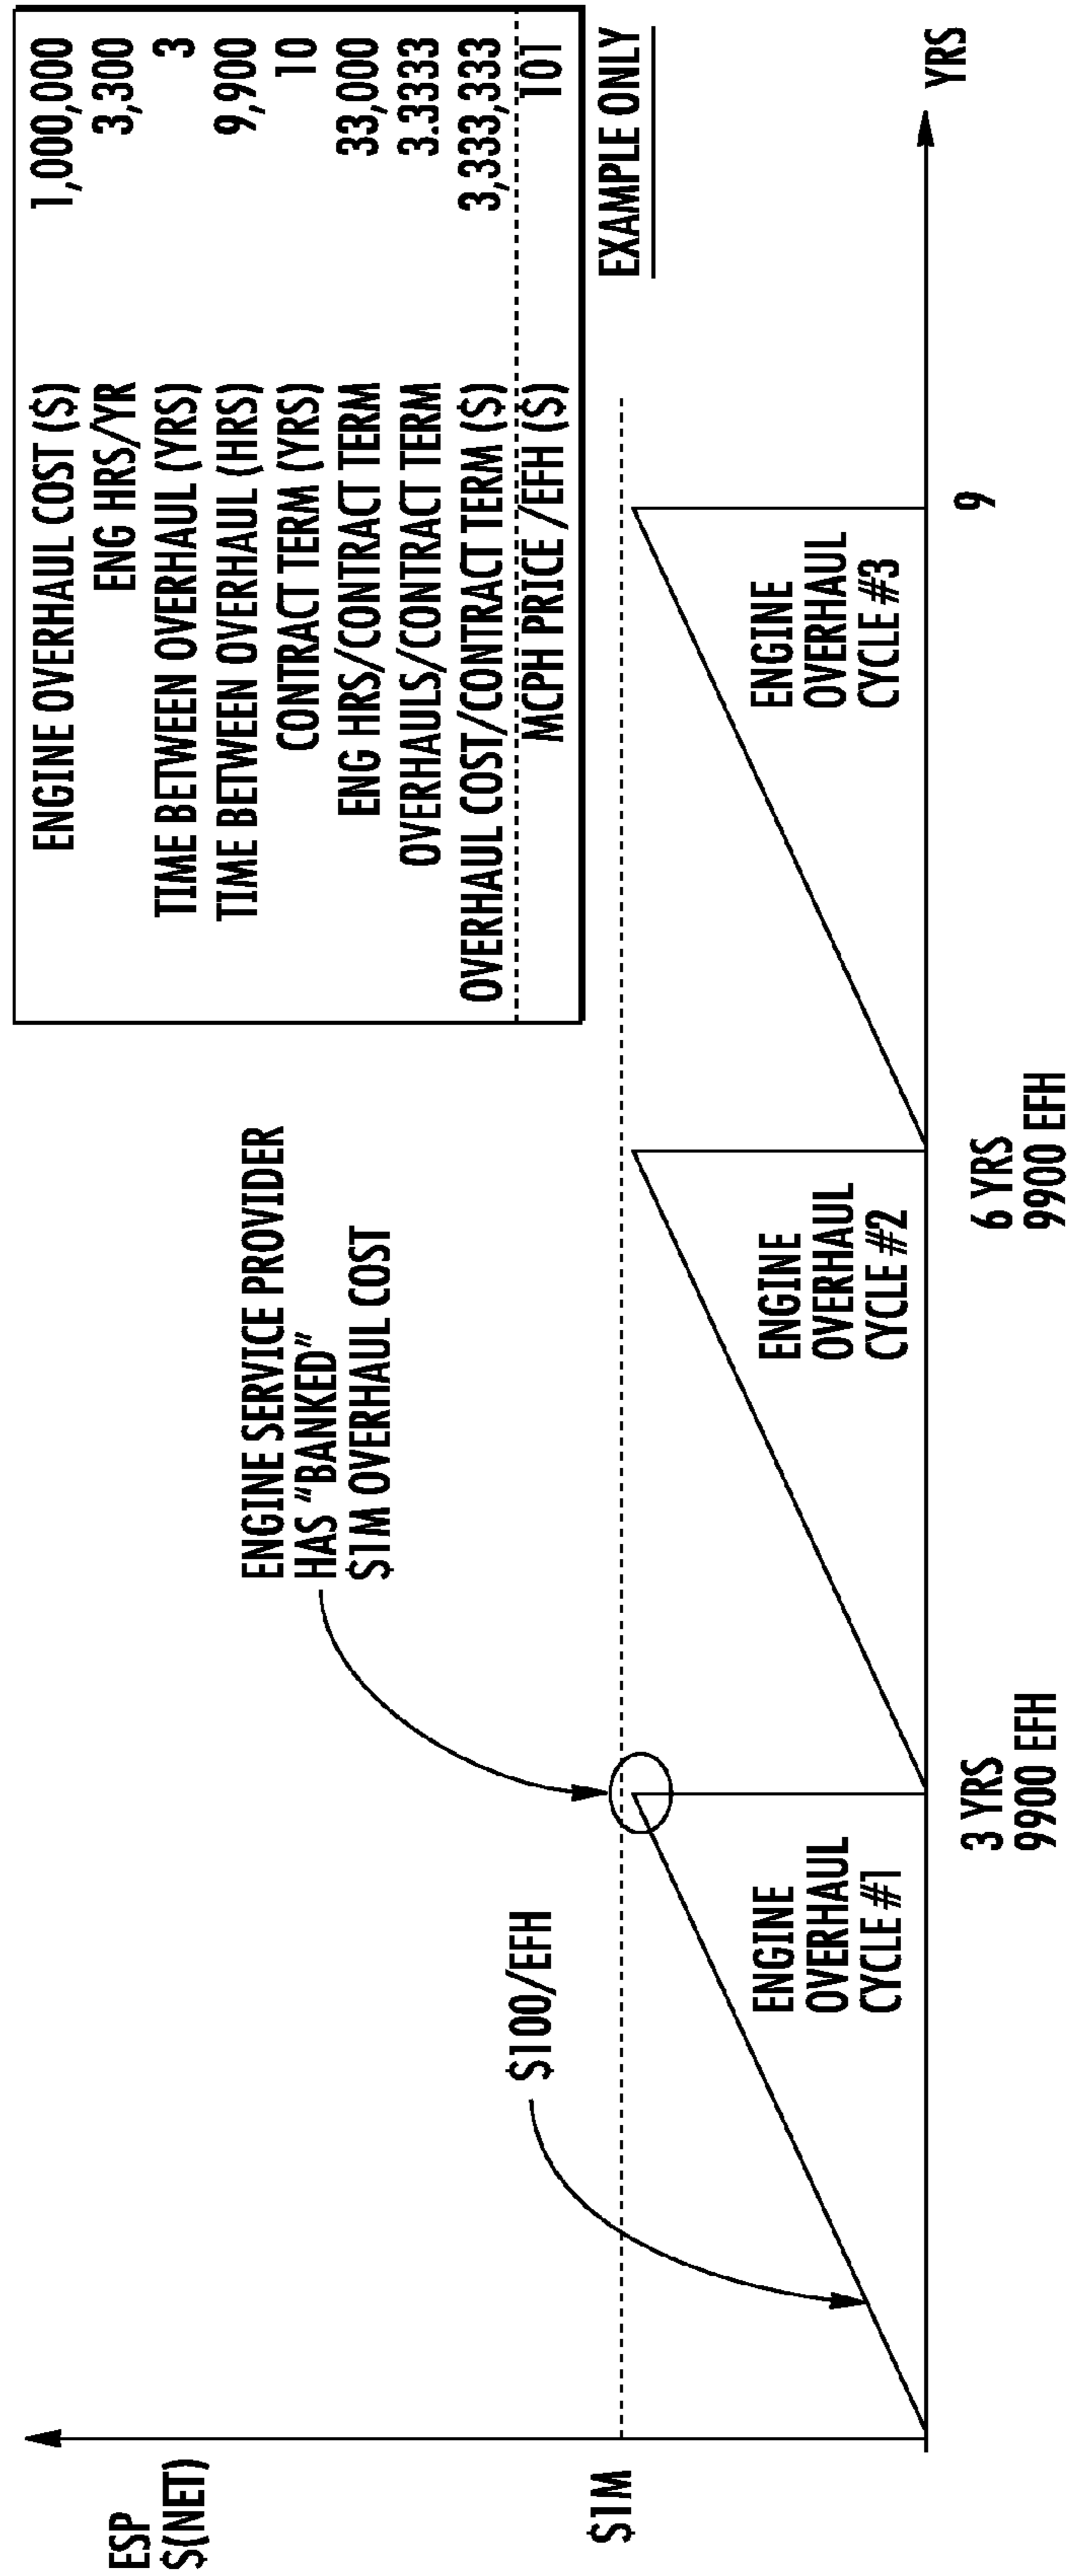 ESP
$(NET)
$1M
$100/EFH
ENGINE SERVICE PROVIDER
HAS "BANKED"
$1M OVERHAUL COST
ENGINE OVERHAUL COST ($) 1,000,000
ENG HRS/YR 3,300
TIME BETWEEN OVERHAUL (YRS) 3
TIME BETWEEN OVERHAUL (HRS) 9,900
CONTRACT TERM (YRS) 10
ENG HRS/CONTRACT TERM 33,000
OVERHAULS/CONTRACT TERM 3.3333
OVERHAUL COST/CONTRACT TERM ($) 3,333,333
MCPH PRICE /EFH ($) 101
EXAMPLE ONLY
ENGINE
OVERHAUL
CYCLE #1
ENGINE
OVERHAUL
CYCLE #2
ENGINE
OVERHAUL
CYCLE #3
3 YRS
9900 EFH
6 YRS
9900 EFH
9
YRS